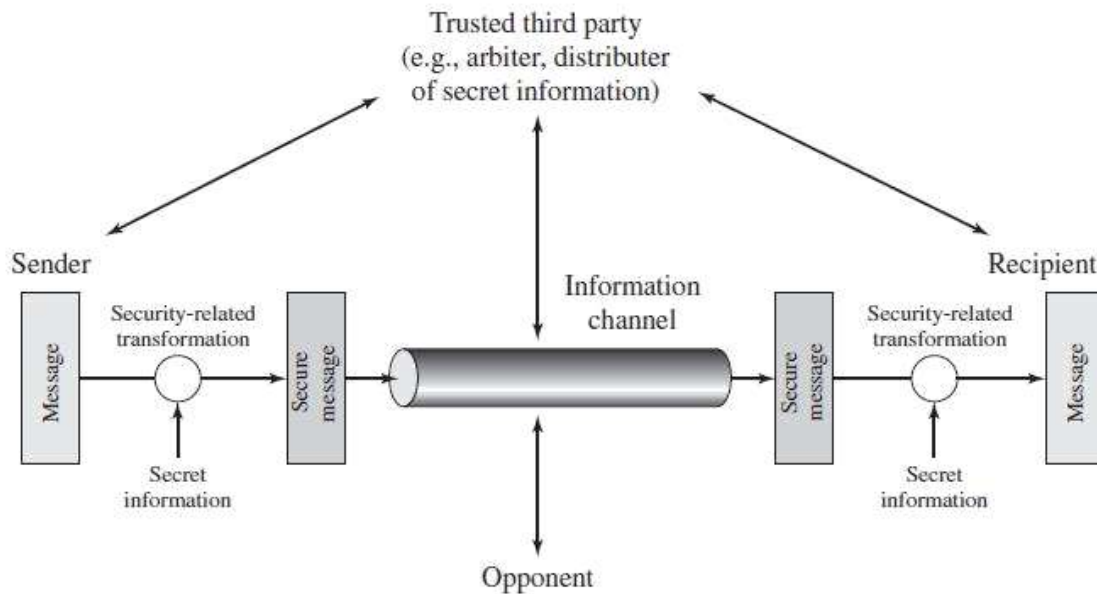 Trusted third party
(e.g., arbiter, distributer
of secret information)
Sender
Recipient
Information
channel
Security-related
transformation
Security-related
transformation
Message
Secure
message
Secure
message
Message
Secret
information
Secret
information
Opponent